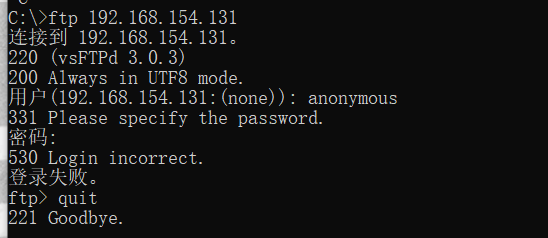 C:\>ftp 192.168.154.131
连接到 192.168.154.131。
220 (vsFTPd 3.0.3)
200 Always in UTF8 mode.
用户(192.168.154.131:(none)): anonymous
331 Please specify the password.
密码:
530 Login incorrect.
登录失败。
ftp> quit
221 Goodbye.